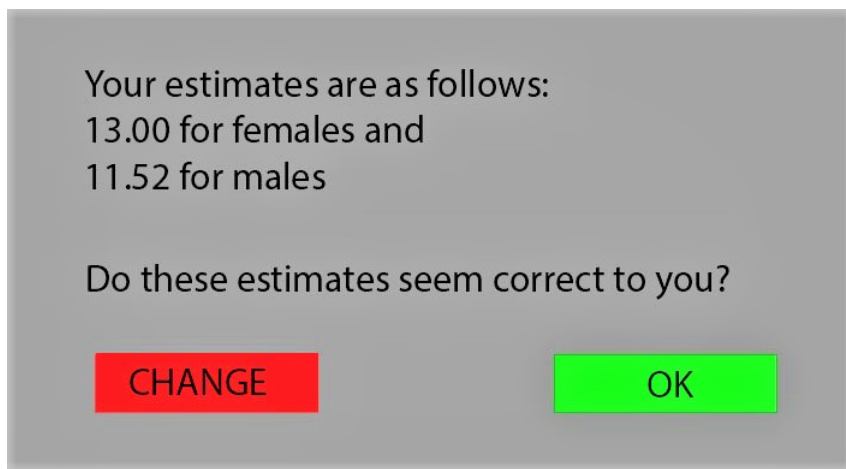 Your estimates are as follows:
13.00 for females and
11.52 for males
Do these estimates seem correct to you?
CHANGE
OK